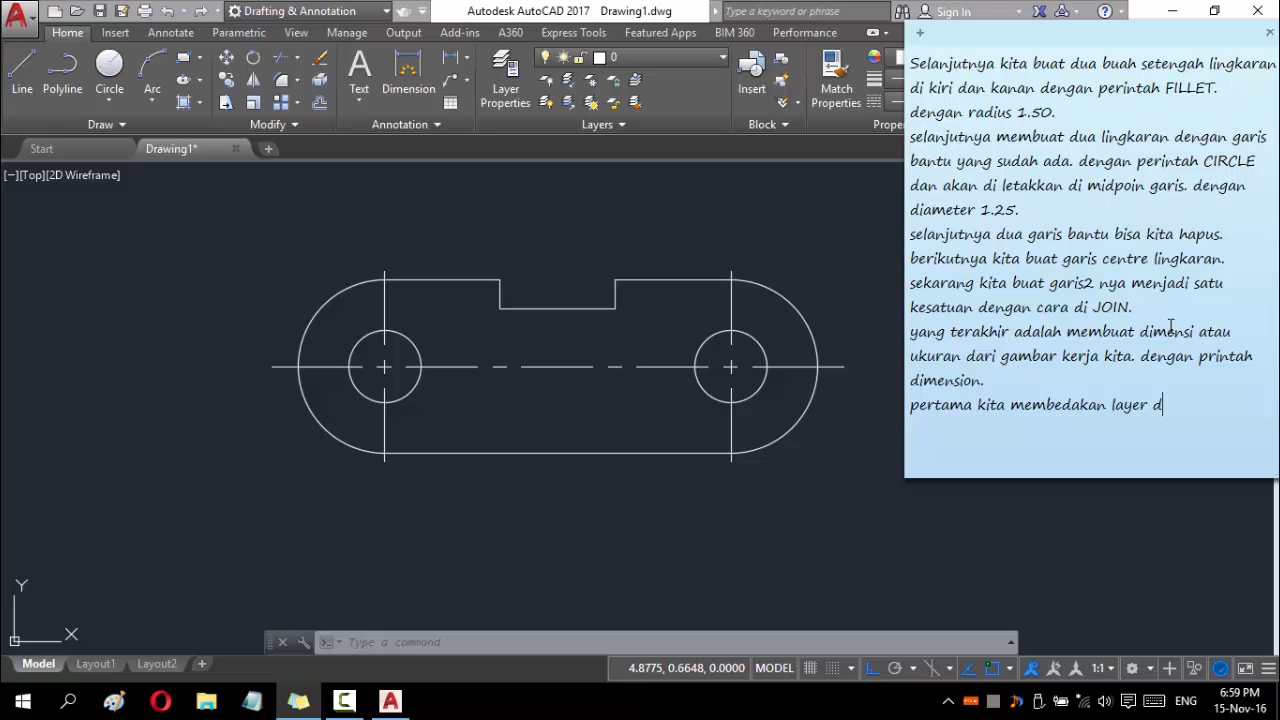 Drafting & Annotation
Autodesk AutoCAD 2017 Drawing1.dwg
Type a keyword or phrase
Sign In
Home Insert Annotate Parametric View Manage Output Add-ins A360 Express Tools Featured Apps BIM 360 Performance
Line Polyline Circle Arc Text Dimension Layer Properties 0 Insert Match Properties
Draw Modify Annotation Layers Block
Start Drawing1* +
[−][Top][2D Wireframe]
Selanjutnya kita buat dua buah setengah lingkaran
di kiri dan kanan dengan perintah FILLET.
dengan radius 1.50.
selanjutnya membuat dua lingkaran dengan garis
bantu yang sudah ada. dengan perintah CIRCLE
dan akan di letakkan di midpoin garis. dengan
diameter 1.25.
selanjutnya dua garis bantu bisa kita hapus.
berikutnya kita buat garis centre lingkaran.
sekarang kita buat garis2 nya menjadi satu
kesatuan dengan cara di JOIN.
yang terakhir adalah membuat dimensi atau
ukuran dari gambar kerja kita. dengan printah
dimension.
pertama kita membedakan layer d
Y
X
Type a command
Model Layout1 Layout2 +
4.8775, 0.6648, 0.0000 MODEL 1:1
ENG
6:59 PM
15-Nov-16